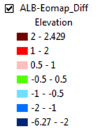 ALB-Eomap_Diff
Elevation
2 - 2.429
1 - 2
0.5 - 1
-0.5 - 0.5
-1 - -0.5
-2 - -1
-6.27 - -2